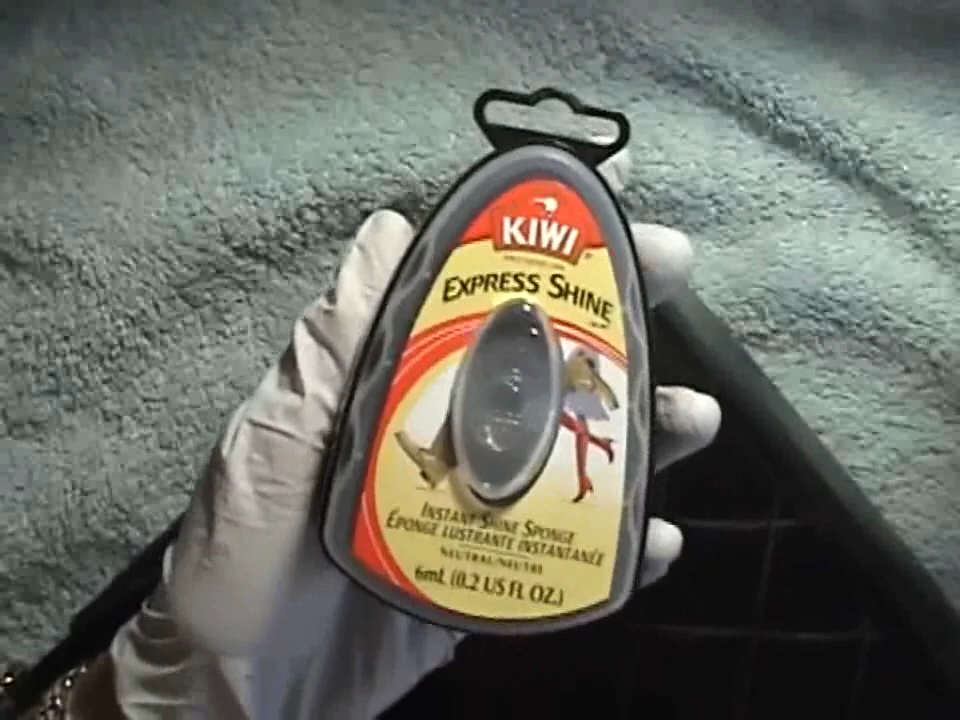 KIWI
EXPRESS SHINE
INSTANT SHINE SPONGE
ÉPONGE LUSTRANTE INSTANTANÉE
NEUTRAL/NEUTRE
6mL (0.2 US FL OZ.)